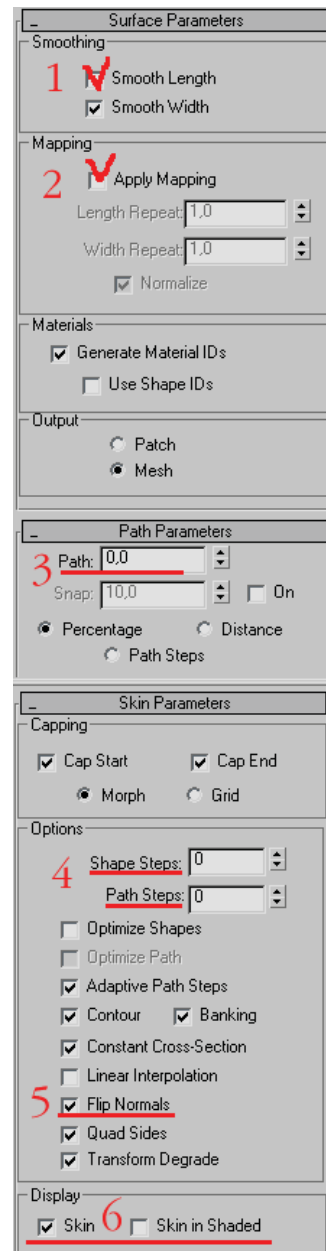 Surface Parameters
Smoothing
1 Smooth Length
Smooth Width
Mapping
2 Apply Mapping
Length Repeat: 1,0
Width Repeat: 1,0
Normalize
Materials
Generate Material IDs
Use Shape IDs
Output
Patch
Mesh
Path Parameters
3 Path: 0,0
Snap: 10,0 On
Percentage Distance
Path Steps
Skin Parameters
Capping
Cap Start Cap End
Morph Grid
Options
4 Shape Steps: 0
Path Steps: 0
Optimize Shapes
Optimize Path
Adaptive Path Steps
Contour Banking
Constant Cross-Section
Linear Interpolation
5 Flip Normals
Quad Sides
Transform Degrade
Display
Skin 6 Skin in Shaded